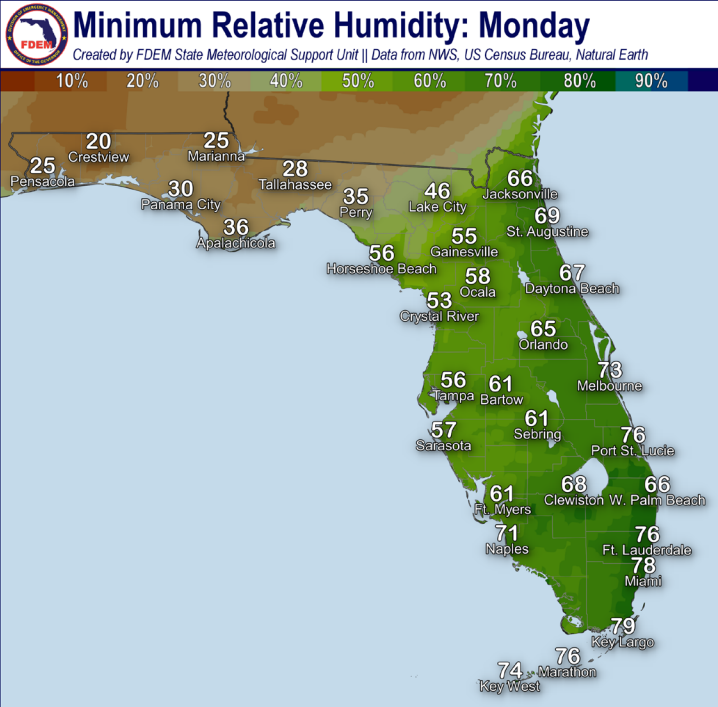 Minimum Relative Humidity: Monday
Created by FDEM State Meteorological Support Unit || Data from NWS, US Census Bureau, Natural Earth
FDEM
10% 20% 30% 40% 50% 60% 70% 80% 90%
20
Crestview
25
Marianna
25
Pensacola
28
Tallahassee
30
Panama City
35
Perry
46
Lake City
66
Jacksonville
36
Apalachicola
69
St. Augustine
55
Gainesville
56
Horseshoe Beach
58
Ocala
67
Daytona Beach
53
Crystal River
65
Orlando
73
Melbourne
56
Tampa
61
Bartow
61
Sebring
57
Sarasota
76
Port St. Lucie
61
Ft. Myers
68
Clewiston
66
W. Palm Beach
71
Naples
76
Ft. Lauderdale
78
Miami
79
Key Largo
76
Marathon
74
Key West